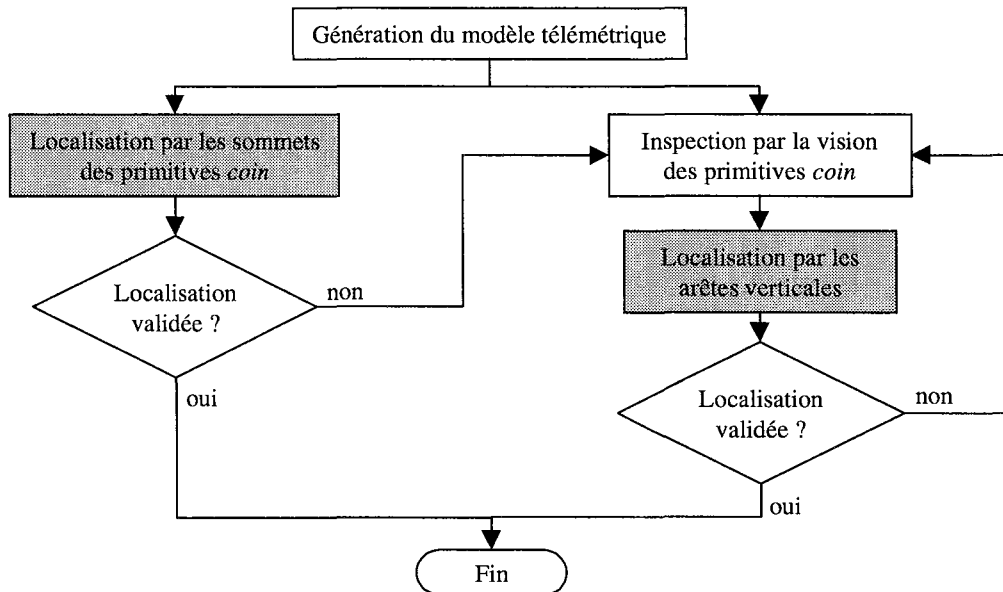 Génération du modèle télémétrique
Localisation par les sommets
des primitives coin
Inspection par la vision
des primitives coin
Localisation par les
arêtes verticales
Localisation
validée ?
non
oui
Localisation
validée ?
non
oui
Fin